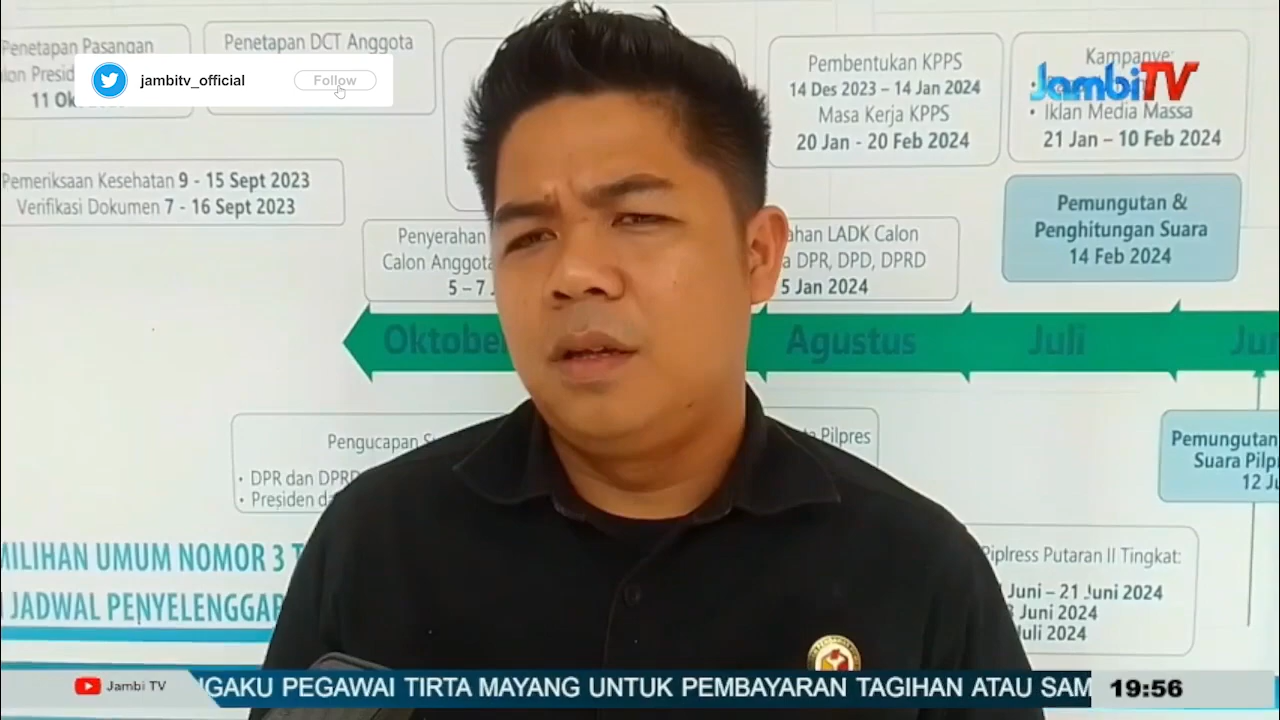 Penetapan Pasangan
11
Penetapan DCT Anggota
jambitv_official
Follow
Pembentukan KPPS
14 Des 2023 – 14 Jan 2024
Masa Kerja KPPS
20 Jan - 20 Feb 2024
Kampanye:
JambiTV
• Iklan Media Massa
21 Jan – 10 Feb 2024
Pemeriksaan Kesehatan 9 - 15 Sept 2023
Verifikasi Dokumen 7 - 16 Sept 2023
Pemungutan &
Penghitungan Suara
14 Feb 2024
Penyerahan
Calon Anggota
5 – 7
LADK Calon
DPR, DPD, DPRD
5 Jan 2024
Oktober
Agustus
Juli
Pengucapan
• DPR dan DPRD
• Presiden
Pilpres
Pemungutan
Suara
12
MILIHAN UMUM NOMOR 3
JADWAL PENYELENGGAR
Piplress Putaran II Tingkat:
Juni – 21 Juni 2024
Juni 2024
Juli 2024
Jambi TV
NGAKU PEGAWAI TIRTA MAYANG UNTUK PEMBAYARAN TAGIHAN ATAU SAM
19:56